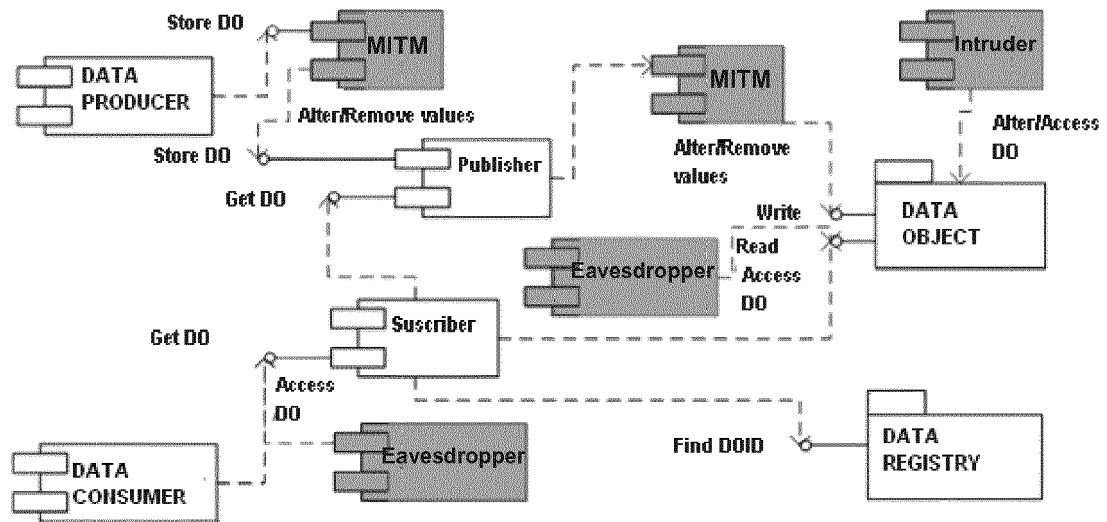 Store DO
MITM
DATA
PRODUCER
Alter/Remove values
Store DO
Publisher
Get DO
MITM
Alter/Remove
values
Intruder
Alter/Access
DO
Write
DATA
OBJECT
Eavesdropper
Read
Access
DO
Get DO
Suscriber
Access
DO
Eavesdropper
DATA
CONSUMER
Find DOID
DATA
REGISTRY